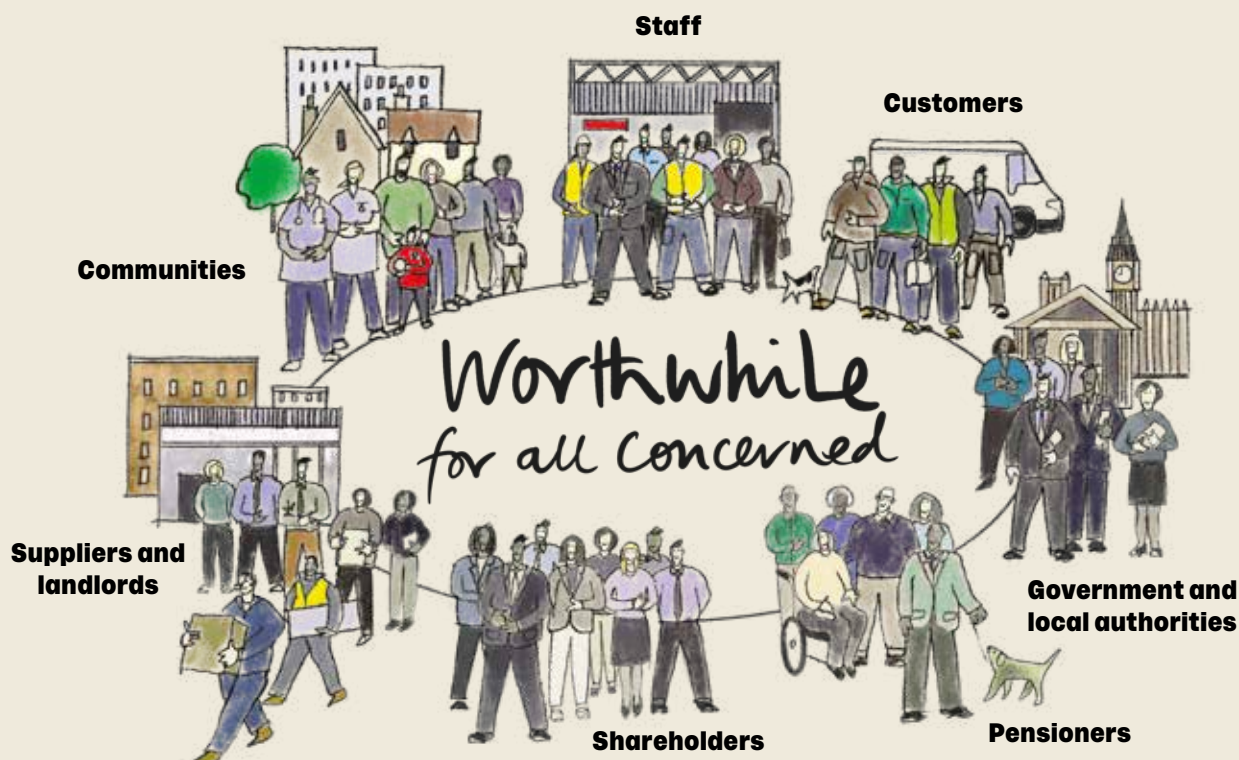 Staff
Customers
Communities
Worthwhile
for all concerned
Suppliers and
landlords
Government and
local authorities
Shareholders
Pensioners